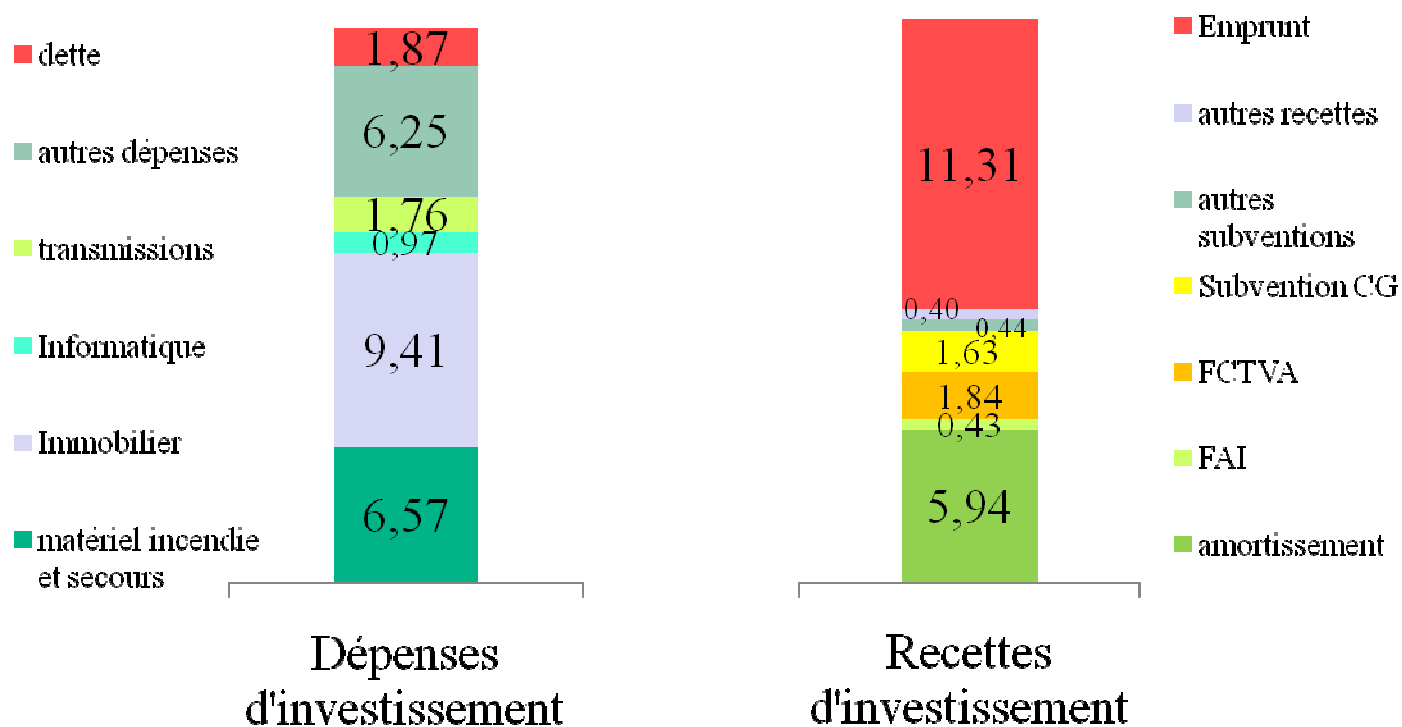 dette
autres dépenses
transmissions
Informatique
Immobilier
matériel incendie
et secours
1,87
6,25
1,76
0,97
9,41
6,57
Dépenses
d'investissement
11,31
0,40
0,44
1,63
1,84
0,43
5,94
Recettes
d'investissement
Emprunt
autres recettes
autres
subventions
Subvention CG
FCTVA
FAI
amortissement